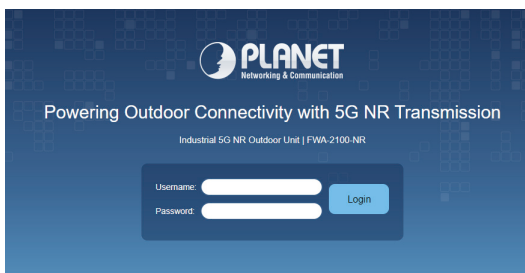 PLANET
Networking & Communication
Powering Outdoor Connectivity with 5G NR Transmission
Industrial 5G NR Outdoor Unit | FWA-2100-NR
Username:
Password:
Login